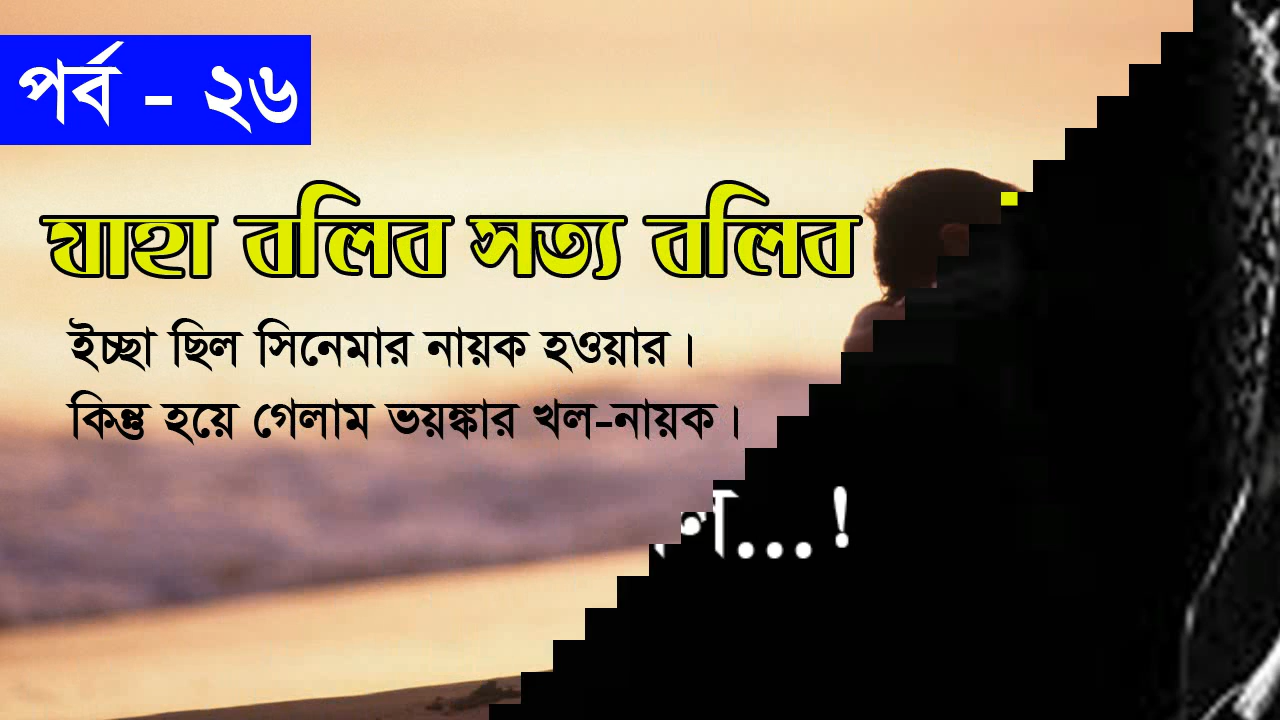 পর্ব - ২৬
যাহা বলিব সত্য বলিব
ইচ্ছা ছিল সিনেমার নায়ক হওয়ার।
কিন্তু হয়ে গেলাম ভয়ঙ্কার খল-নায়ক।